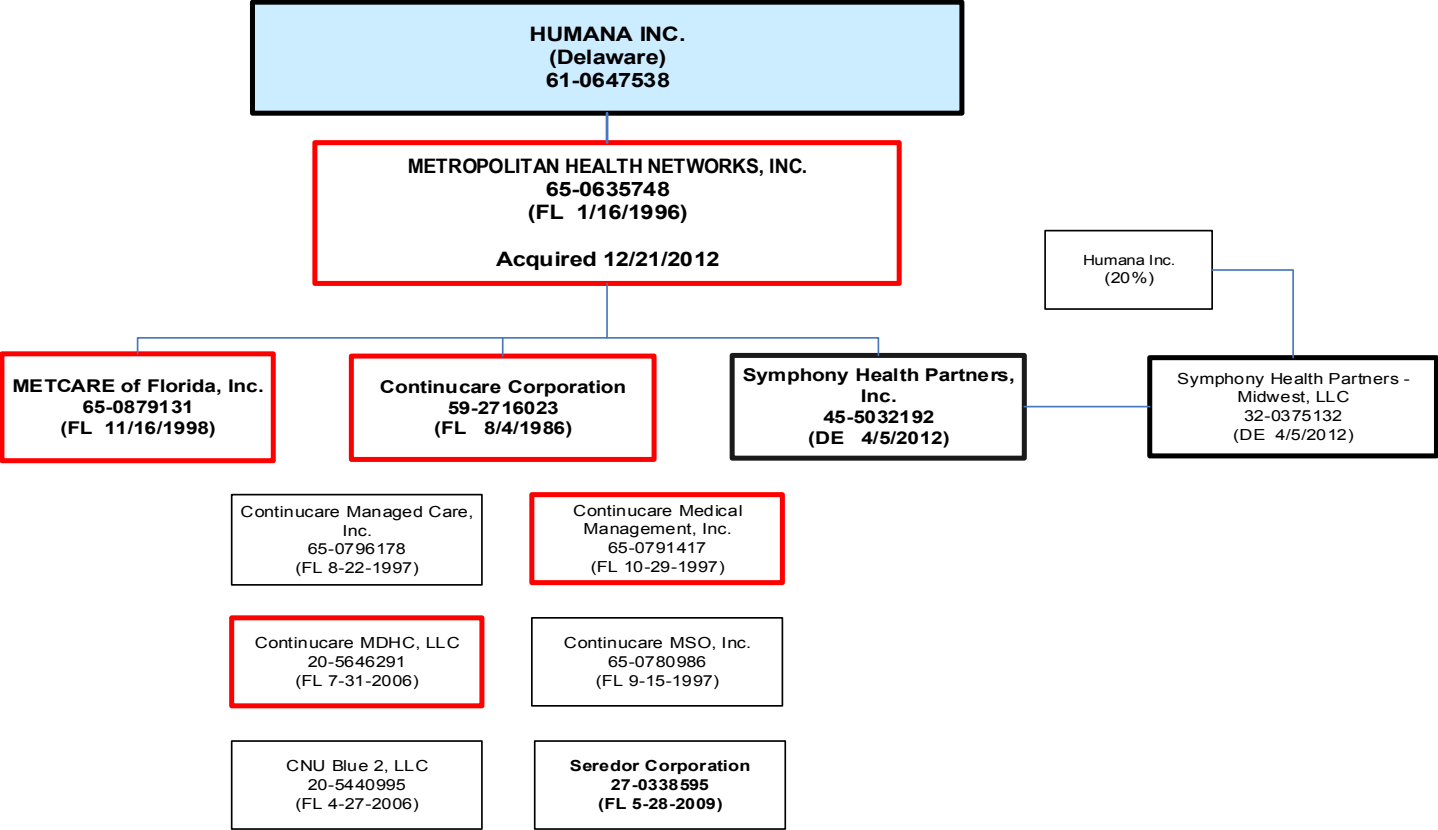 HUMANA INC.
(Delaware)
61-0647538
METROPOLITAN HEALTH NETWORKS, INC.
65-0635748
(FL 1/16/1996)
Acquired 12/21/2012
Humana Inc.
(20%)
METCARE of Florida, Inc.
65-0879131
(FL 11/16/1998)
Continucare Corporation
59-2716023
(FL 8/4/1986)
Symphony Health Partners,
Inc.
45-5032192
(DE 4/5/2012)
Symphony Health Partners -
Midwest, LLC
32-0375132
(DE 4/5/2012)
Continucare Managed Care,
Inc.
65-0796178
(FL 8-22-1997)
Continucare Medical
Management, Inc.
65-0791417
(FL 10-29-1997)
Continucare MDHC, LLC
20-5646291
(FL 7-31-2006)
Continucare MSO, Inc.
65-0780986
(FL 9-15-1997)
CNU Blue 2, LLC
20-5440995
(FL 4-27-2006)
Seredor Corporation
27-0338595
(FL 5-28-2009)